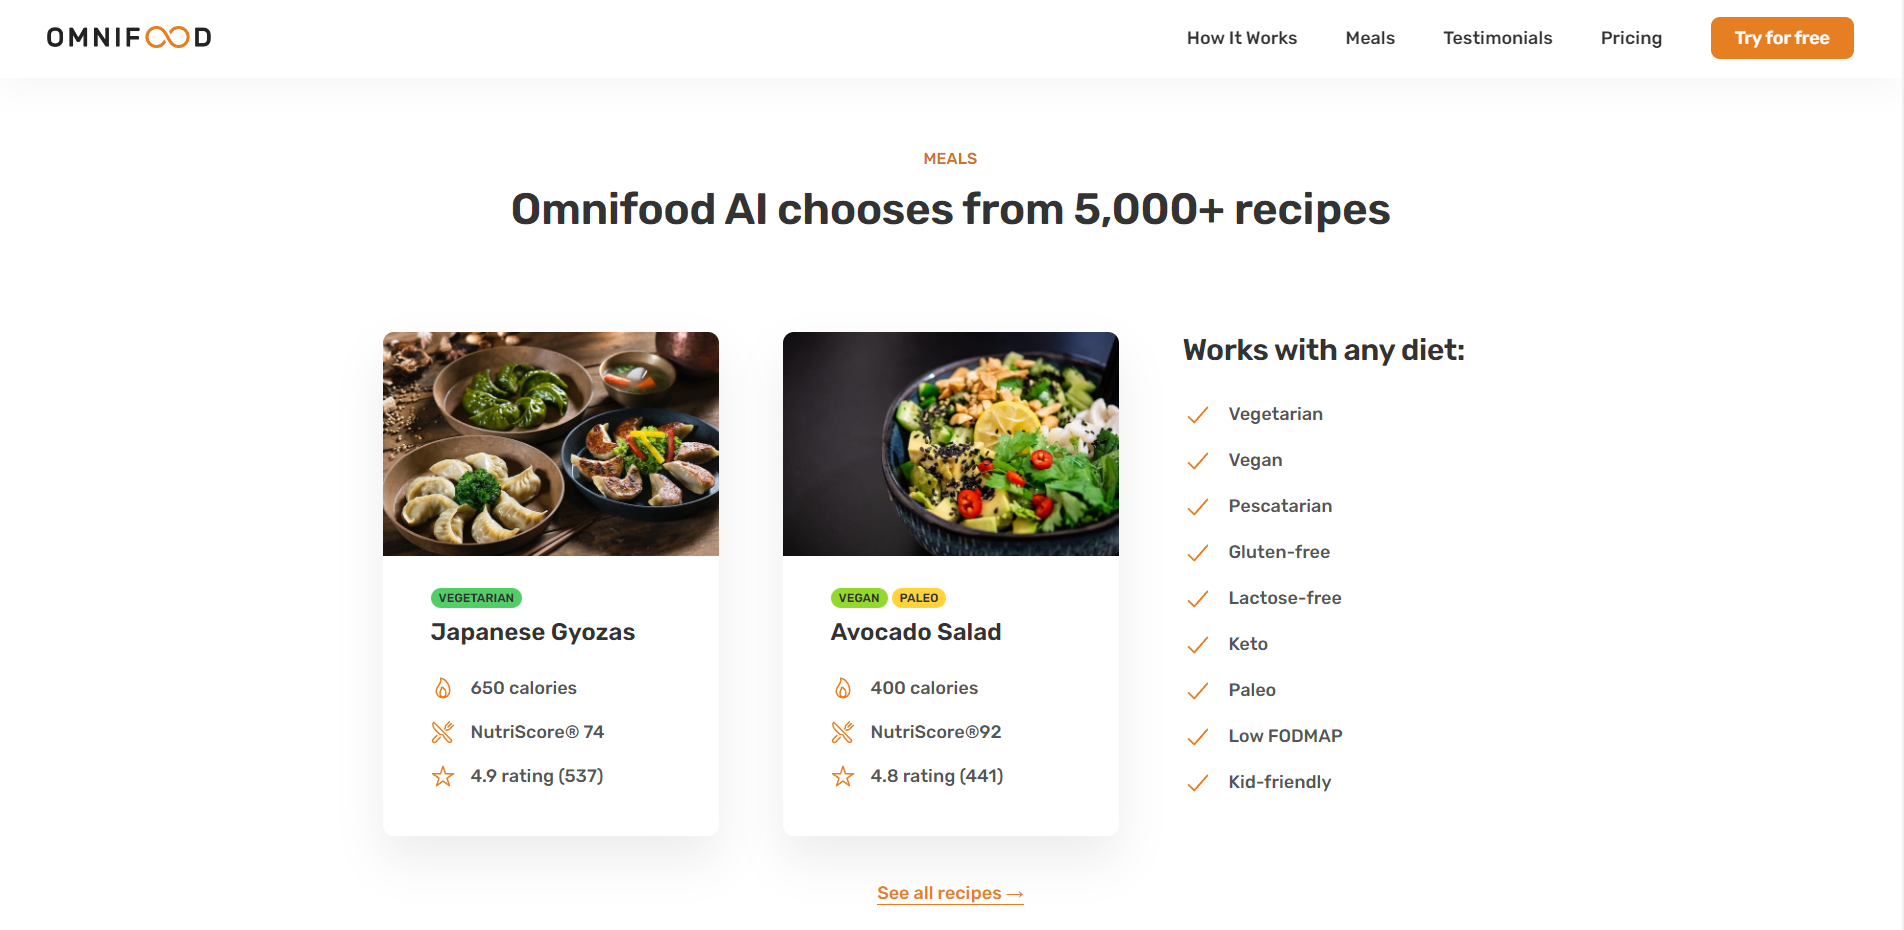 OMNIFOOD
How It Works
Meals
Testimonials
Pricing
Try for free
MEALS
Omnifood AI chooses from 5,000+ recipes
VEGETARIAN
Japanese Gyozas
650 calories
NutriScore® 74
4.9 rating (537)
VEGAN PALEO
Avocado Salad
400 calories
NutriScore®92
4.8 rating (441)
Works with any diet:
Vegetarian
Vegan
Pescatarian
Gluten-free
Lactose-free
Keto
Paleo
Low FODMAP
Kid-friendly
See all recipes →